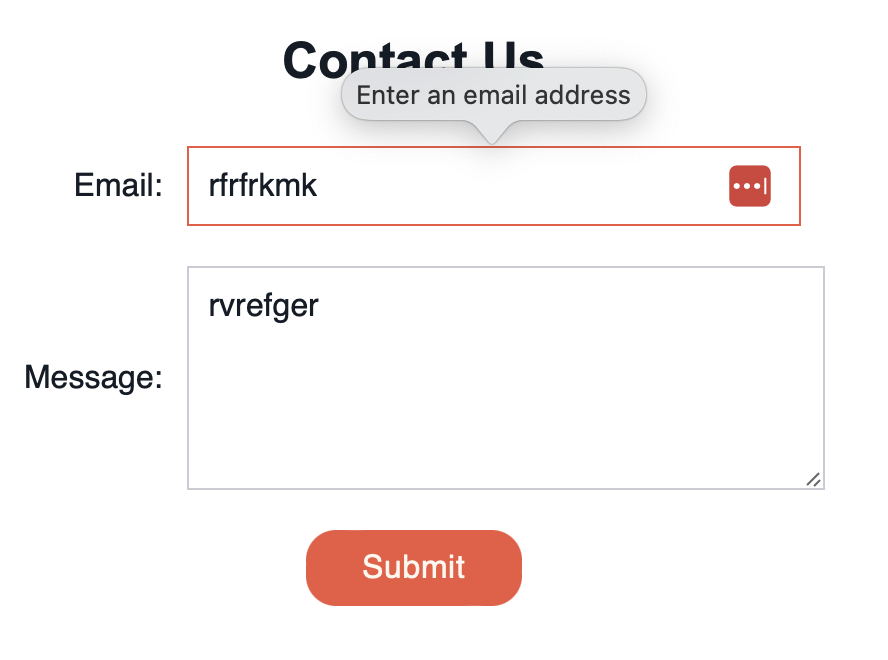 Contact Us
Enter an email address
Email: rfrfrkmk
Message: rvrefger
Submit